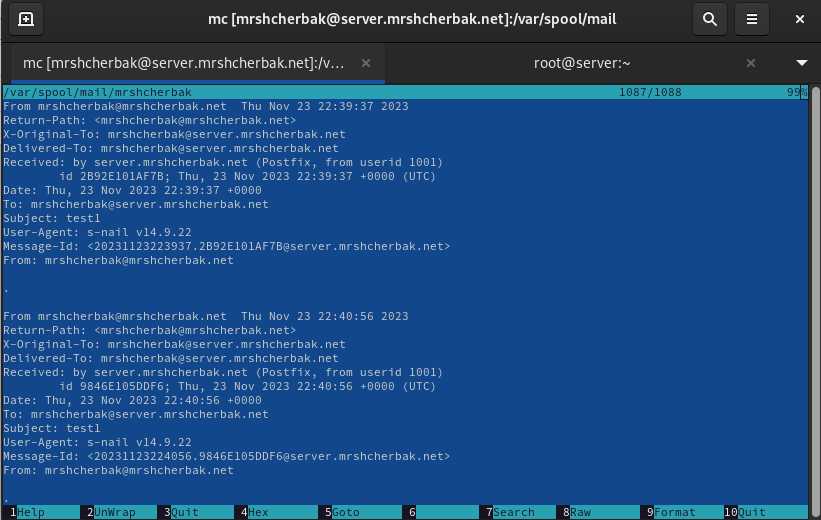 mc [mrshcherbak@server.mrshcherbak.net]:/var/spool/mail
mc [mrshcherbak@server.mrshcherbak.net]:/v…
root@server:~
/var/spool/mail/mrshcherbak 1087/1088 99%
From mrshcherbak@mrshcherbak.net  Thu Nov 23 22:39:37 2023
Return-Path: <mrshcherbak@mrshcherbak.net>
X-Original-To: mrshcherbak@server.mrshcherbak.net
Delivered-To: mrshcherbak@server.mrshcherbak.net
Received: by server.mrshcherbak.net (Postfix, from userid 1001)
        id 2B92E101AF7B; Thu, 23 Nov 2023 22:39:37 +0000 (UTC)
Date: Thu, 23 Nov 2023 22:39:37 +0000
To: mrshcherbak@server.mrshcherbak.net
Subject: test1
User-Agent: s-nail v14.9.22
Message-Id: <20231123223937.2B92E101AF7B@server.mrshcherbak.net>
From: mrshcherbak@mrshcherbak.net
.
From mrshcherbak@mrshcherbak.net  Thu Nov 23 22:40:56 2023
Return-Path: <mrshcherbak@mrshcherbak.net>
X-Original-To: mrshcherbak@server.mrshcherbak.net
Delivered-To: mrshcherbak@server.mrshcherbak.net
Received: by server.mrshcherbak.net (Postfix, from userid 1001)
        id 9846E105DDF6; Thu, 23 Nov 2023 22:40:56 +0000 (UTC)
Date: Thu, 23 Nov 2023 22:40:56 +0000
To: mrshcherbak@server.mrshcherbak.net
Subject: test1
User-Agent: s-nail v14.9.22
Message-Id: <20231123224056.9846E105DDF6@server.mrshcherbak.net>
From: mrshcherbak@mrshcherbak.net
.
1Help 2UnWrap 3Quit 4Hex 5Goto 6 7Search 8Raw 9Format 10Quit